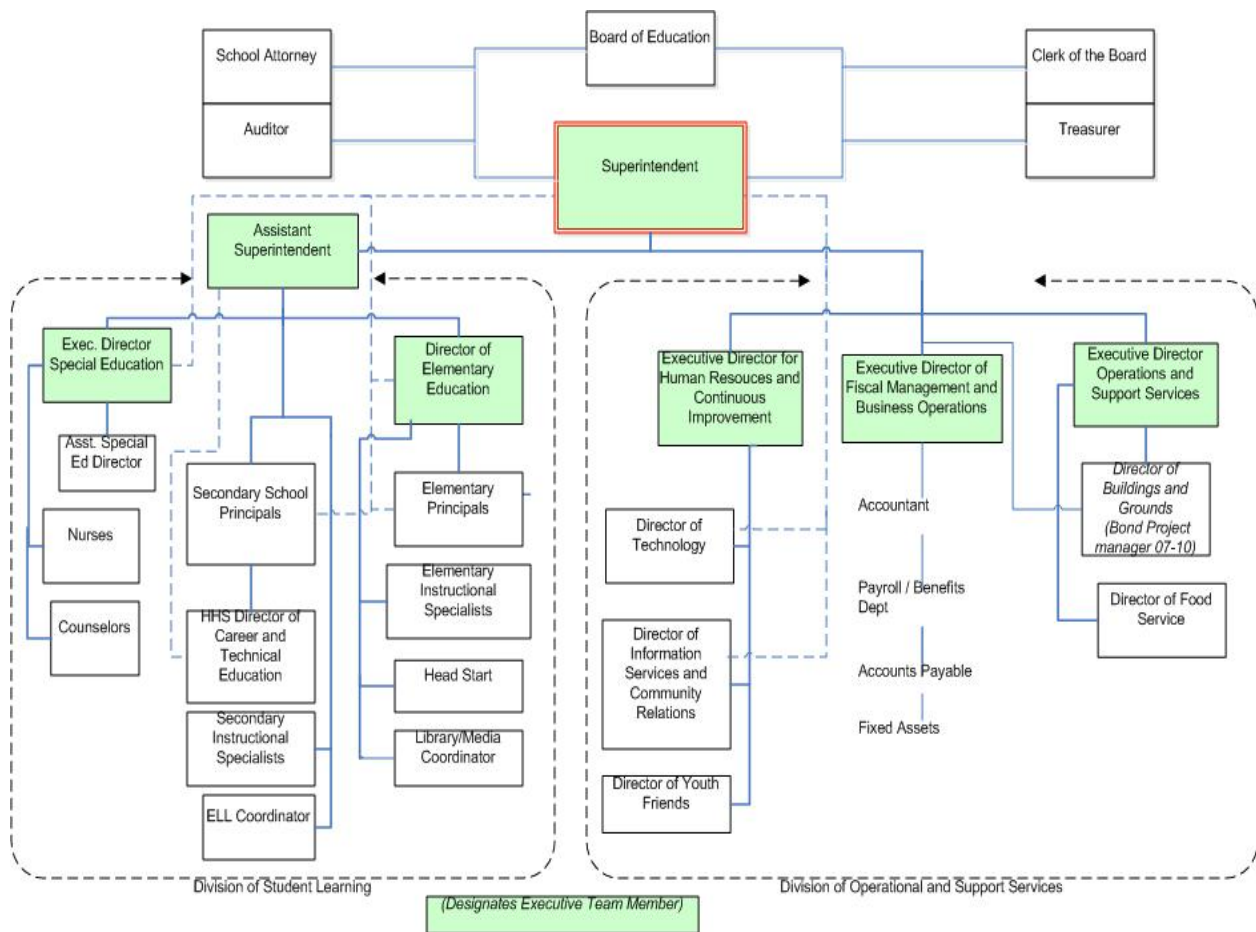 Board of Education
School Attorney
Clerk of the Board
Auditor
Treasurer
Superintendent
Assistant
Superintendent
Exec. Director
Special Education
Director of
Elementary
Education
Executive Director for
Human Resouces and
Continuous
Improvement
Executive Director of
Fiscal Management and
Business Operations
Executive Director
Operations and
Support Services
Asst. Special
Ed Director
Secondary School
Principals
Elementary
Principals
Director of
Buildings and
Grounds
(Bond Project
manager 07-10)
Nurses
Director of
Technology
Accountant
Elementary
Instructional
Specialists
Payroll / Benefits
Dept
Director of Food
Service
Counselors
HHS Director of
Career and
Technical
Education
Director of
Information
Services and
Community
Relations
Head Start
Accounts Payable
Secondary
Instructional
Specialists
Library/Media
Coordinator
Fixed Assets
Director of Youth
Friends
ELL Coordinator
Division of Student Learning
Division of Operational and Support Services
(Designates Executive Team Member)